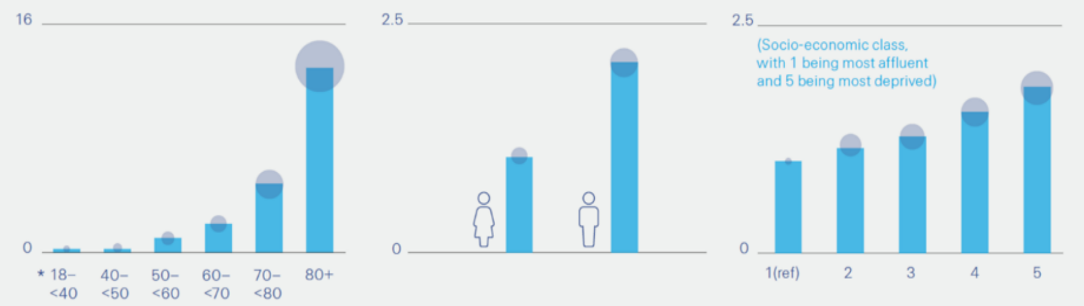 16
0
* 18– 40– 50– 60– 70– 80+
<40 <50 <60 <70 <80
2.5
0
2.5
(Socio-economic class,
with 1 being most affluent
and 5 being most deprived)
0
1(ref) 2 3 4 5